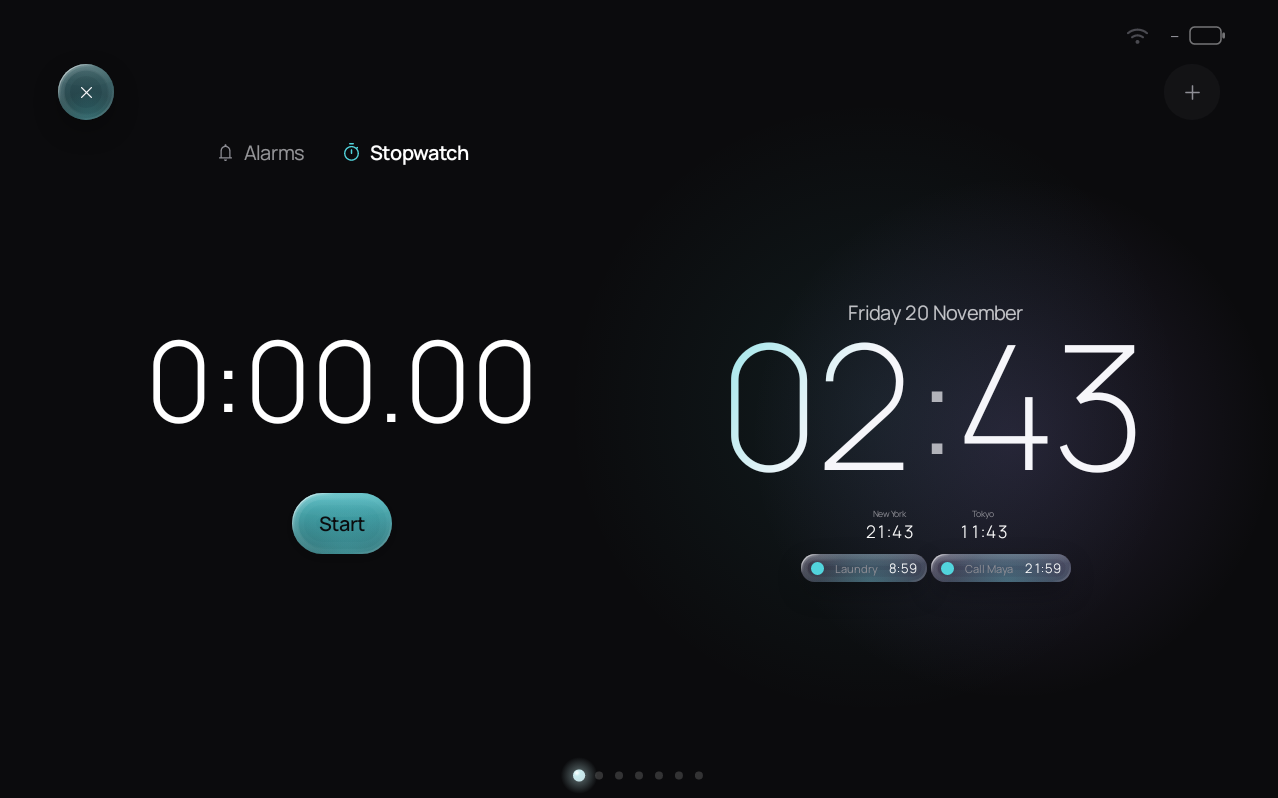 –
Alarms Stopwatch
0:00.00
Start
Friday 20 November
02:43
New York Tokyo
21:43 11:43
Laundry 8:59 Call Maya 21:59